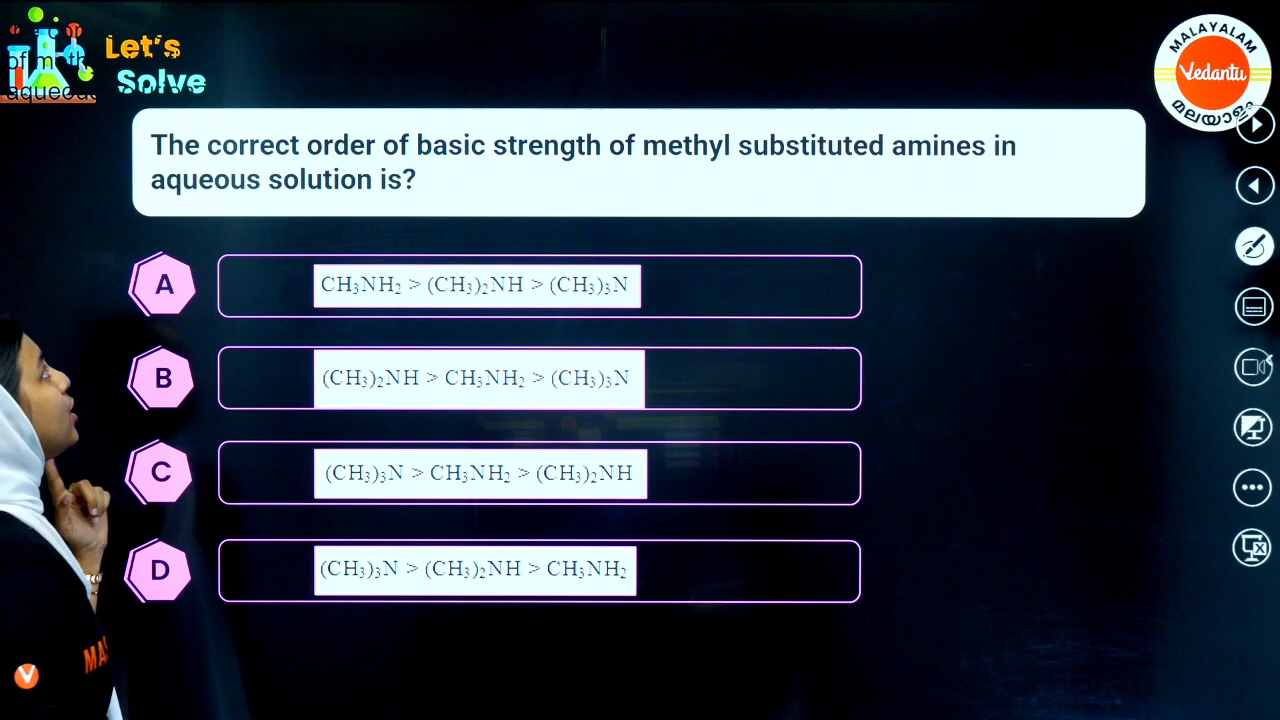 Let's
Solve
aqueous
MALAYALAM
Vedantu
മലയാളം
The correct order of basic strength of methyl substituted amines in
aqueous solution is?
A
CH₃NH₂ > (CH₃)₂NH > (CH₃)₃N
B
(CH₃)₂NH > CH₃NH₂ > (CH₃)₃N
C
(CH₃)₃N > CH₃NH₂ > (CH₃)₂NH
D
(CH₃)₃N > (CH₃)₂NH > CH₃NH₂
V